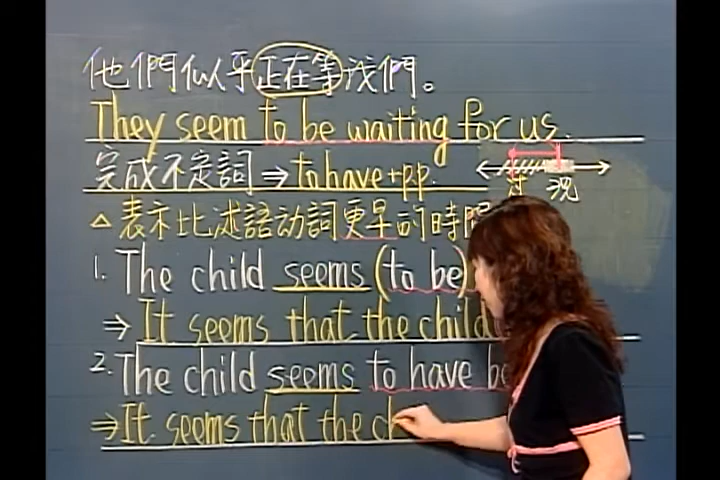 他們似乎正在等我們。
They seem to be waiting for us.
完成不定詞 ⇒ to have + p.p.
过 現
△表示比述語动詞更早的時間
1. The child seems (to be)
⇒ It seems that the child
2. The child seems to have be
⇒ It seems that the ch